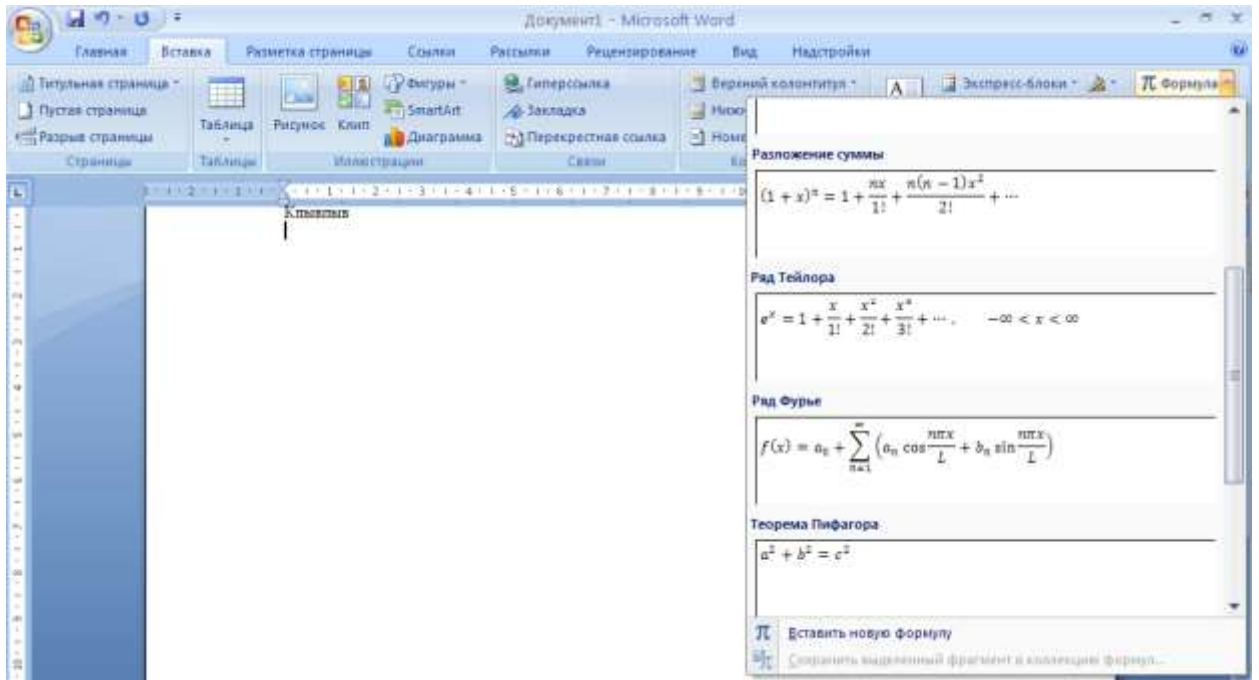 Документ1 - Microsoft Word
Главная Вставка Разметка страницы Ссылки Рассылки Рецензирование Вид Надстройки
Титульная страница
Пустая страница
Разрыв страницы
Страницы
Таблица
Таблицы
Рисунок Клип
Фигуры
SmartArt
Диаграмма
Иллюстрации
Гиперссылка
Закладка
Перекрестная ссылка
Связи
Верхний колонтитул
A
Экспресс-блоки
π Формула
Разложение суммы
(1 + x)ⁿ = 1 + nx/1! + n(n − 1)x²/2! + ⋯
Ряд Тейлора
eˣ = 1 + x/1! + x²/2! + x³/3! + ⋯ , −∞ < x < ∞
Ряд Фурье
f(x) = a₀ + ∑ₙ₌₁^∞ (aₙ cos nπx/L + bₙ sin nπx/L)
Теорема Пифагора
a² + b² = c²
π Вставить новую формулу
Сохранить выделенный фрагмент в коллекцию формул...